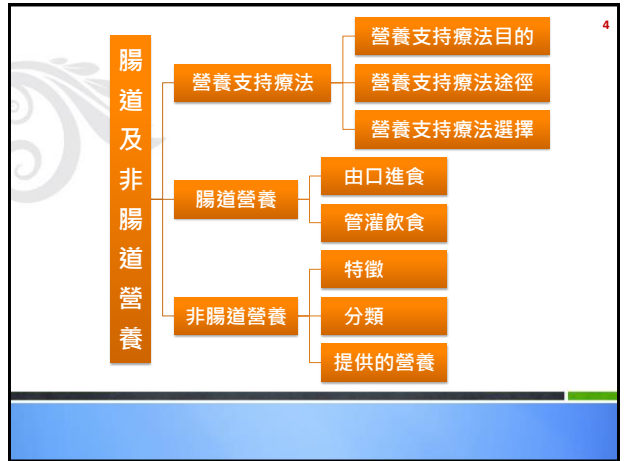 4
腸道及非腸道營養
營養支持療法
營養支持療法目的
營養支持療法途徑
營養支持療法選擇
腸道營養
由口進食
管灌飲食
非腸道營養
特徵
分類
提供的營養